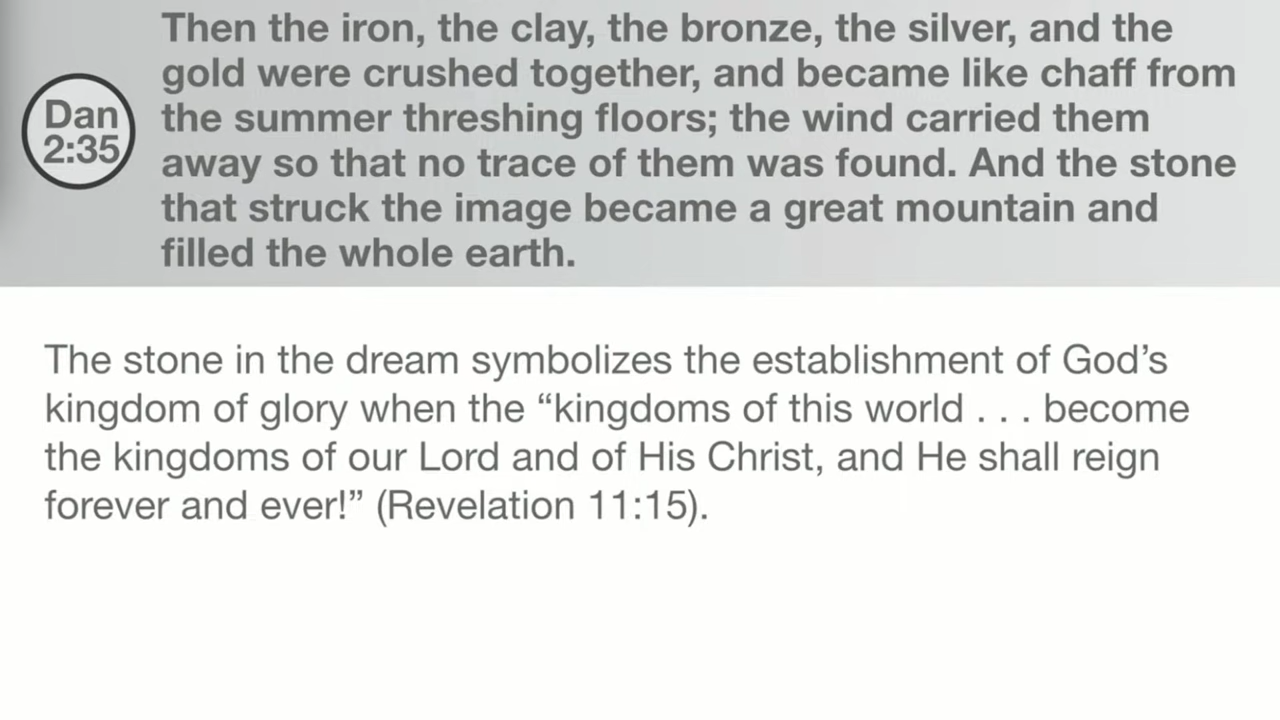 Dan
2:35
Then the iron, the clay, the bronze, the silver, and the
gold were crushed together, and became like chaff from
the summer threshing floors; the wind carried them
away so that no trace of them was found. And the stone
that struck the image became a great mountain and
filled the whole earth.
The stone in the dream symbolizes the establishment of God’s
kingdom of glory when the “kingdoms of this world . . . become
the kingdoms of our Lord and of His Christ, and He shall reign
forever and ever!” (Revelation 11:15).